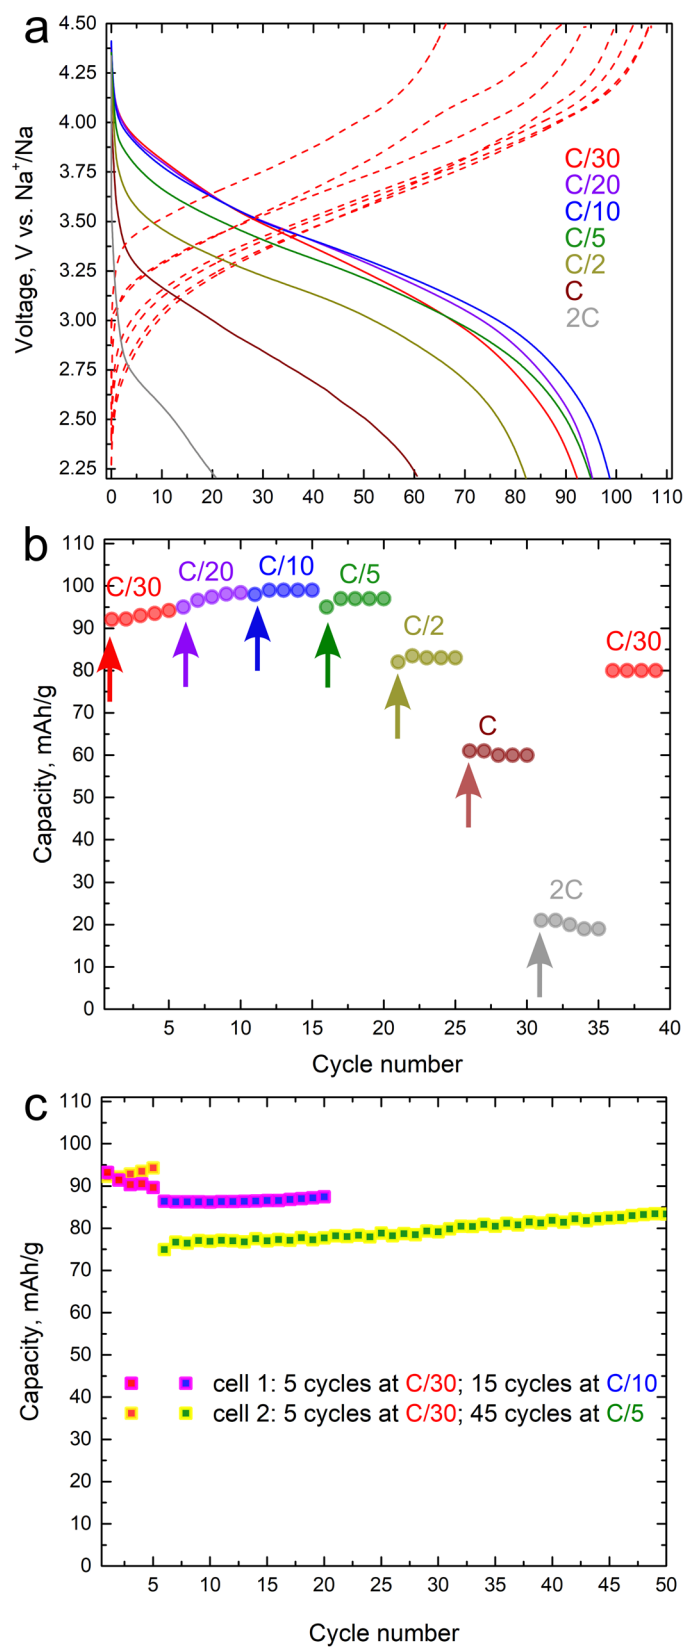 a
4.50
4.25
4.00
3.75
3.50
3.25
3.00
2.75
2.50
2.25
Voltage, V vs. Na+/Na
C/30
C/20
C/10
C/5
C/2
C
2C
0 10 20 30 40 50 60 70 80 90 100 110
b
110
100
90
80
70
60
50
40
30
20
10
0
Capacity, mAh/g
C/30
C/20
C/10
C/5
C/2
C
2C
C/30
5 10 15 20 25 30 35 40
Cycle number
c
110
100
90
80
70
60
50
40
30
20
10
0
Capacity, mAh/g
cell 1: 5 cycles at C/30; 15 cycles at C/10
cell 2: 5 cycles at C/30; 45 cycles at C/5
5 10 15 20 25 30 35 40 45 50
Cycle number